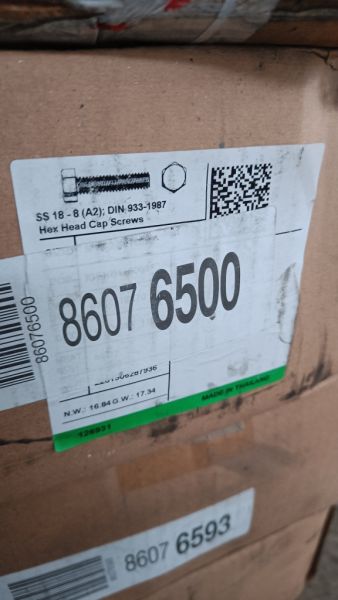 SS 18 - 8 (A2); DIN 933-1987
Hex Head Cap Screws
8607 6500
86076500
N.W.: 16.84 G.W.: 17.34
MADE IN THAILAND
126931
8607 6593